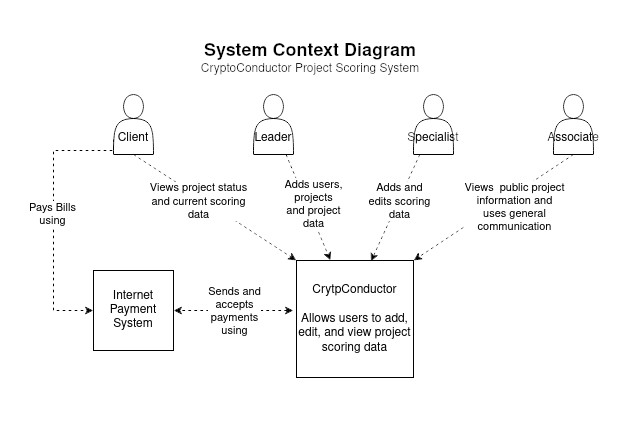 System Context Diagram
CryptoConductor Project Scoring System
Client
Leader
Specialist
Associate
Views project status
and current scoring
data
Adds users,
projects
and project
data
Adds and
edits scoring
data
Views public project
information and
uses general
communication
Pays Bills
using
Internet
Payment
System
Sends and
accepts
payments
using
CrytpConductor
Allows users to add,
edit, and view project
scoring data